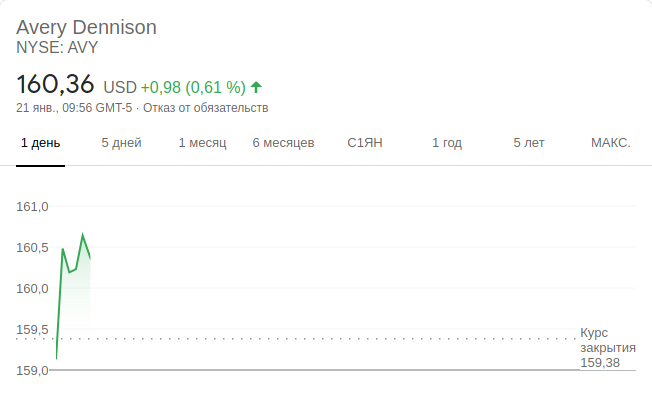 Avery Dennison
NYSE: AVY
160,36 USD +0,98 (0,61 %)
21 янв., 09:56 GMT-5 · Отказ от обязательств
1 день 5 дней 1 месяц 6 месяцев С1ЯН 1 год 5 лет МАКС.
161,0
160,5
160,0
159,5
Курс
закрытия
159,38
159,0